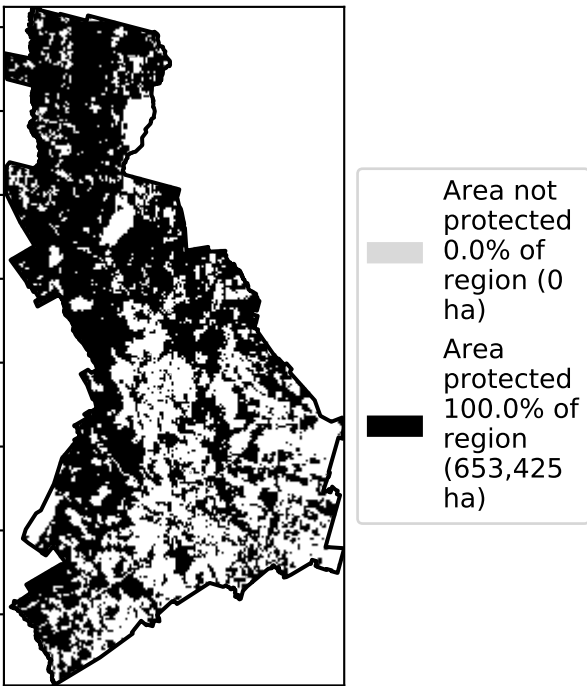 Area not
protected
0.0% of
region (0
ha)
Area
protected
100.0% of
region
(653,425
ha)